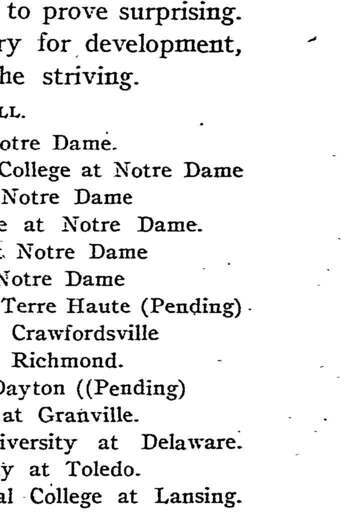 to prove surprising.
ry for development,
he striving.
LL.
otre Dame.
College at Notre Dame
Notre Dame
e at Notre Dame.
Notre Dame
Notre Dame
Terre Haute (Pending)
Crawfordsville
Richmond.
Dayton ((Pending)
at Granville.
iversity at Delaware.
y at Toledo.
al College at Lansing.